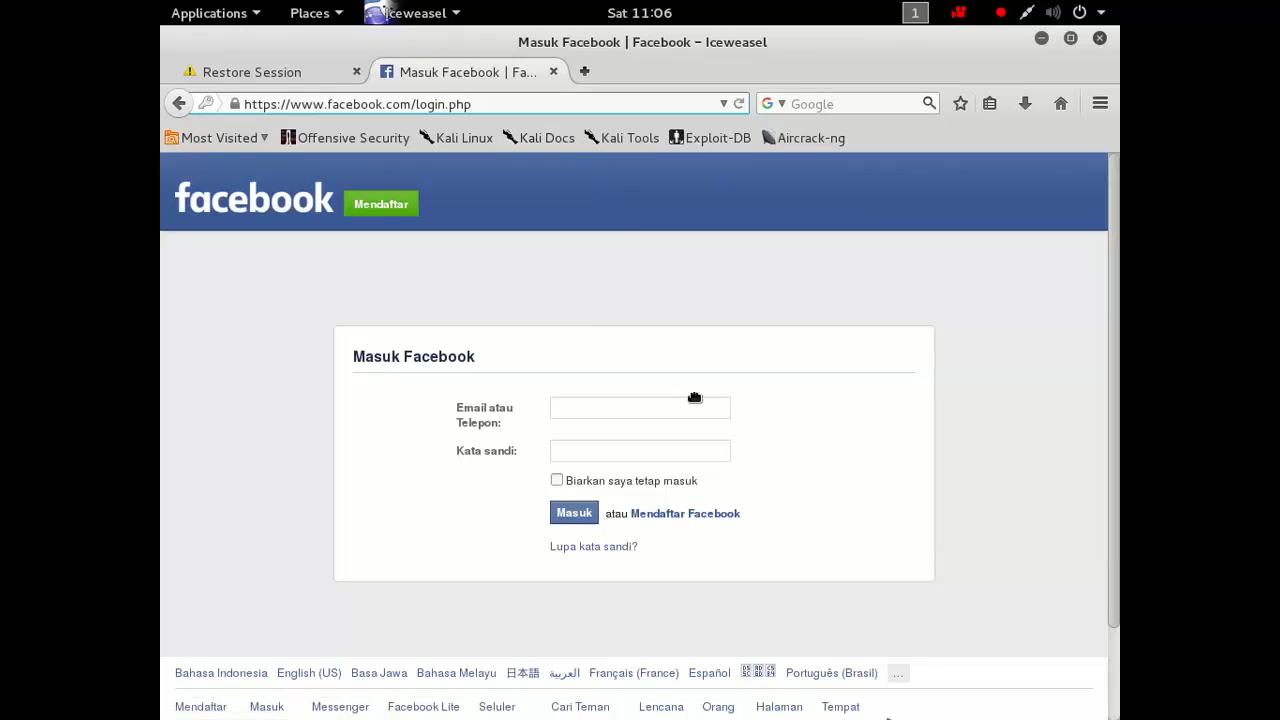 Applications Places Iceweasel Sat 11:06 1
Masuk Facebook | Facebook - Iceweasel
Restore Session Masuk Facebook | Fa...
https://www.facebook.com/login.php Google
Most Visited Offensive Security Kali Linux Kali Docs Kali Tools Exploit-DB Aircrack-ng
facebook Mendaftar
Masuk Facebook
Email atau
Telepon:
Kata sandi:
Biarkan saya tetap masuk
Masuk atau Mendaftar Facebook
Lupa kata sandi?
Bahasa Indonesia English (US) Basa Jawa Bahasa Melayu 日本語 العربية Français (France) Español Português (Brasil) ...
Mendaftar Masuk Messenger Facebook Lite Seluler Cari Teman Lencana Orang Halaman Tempat